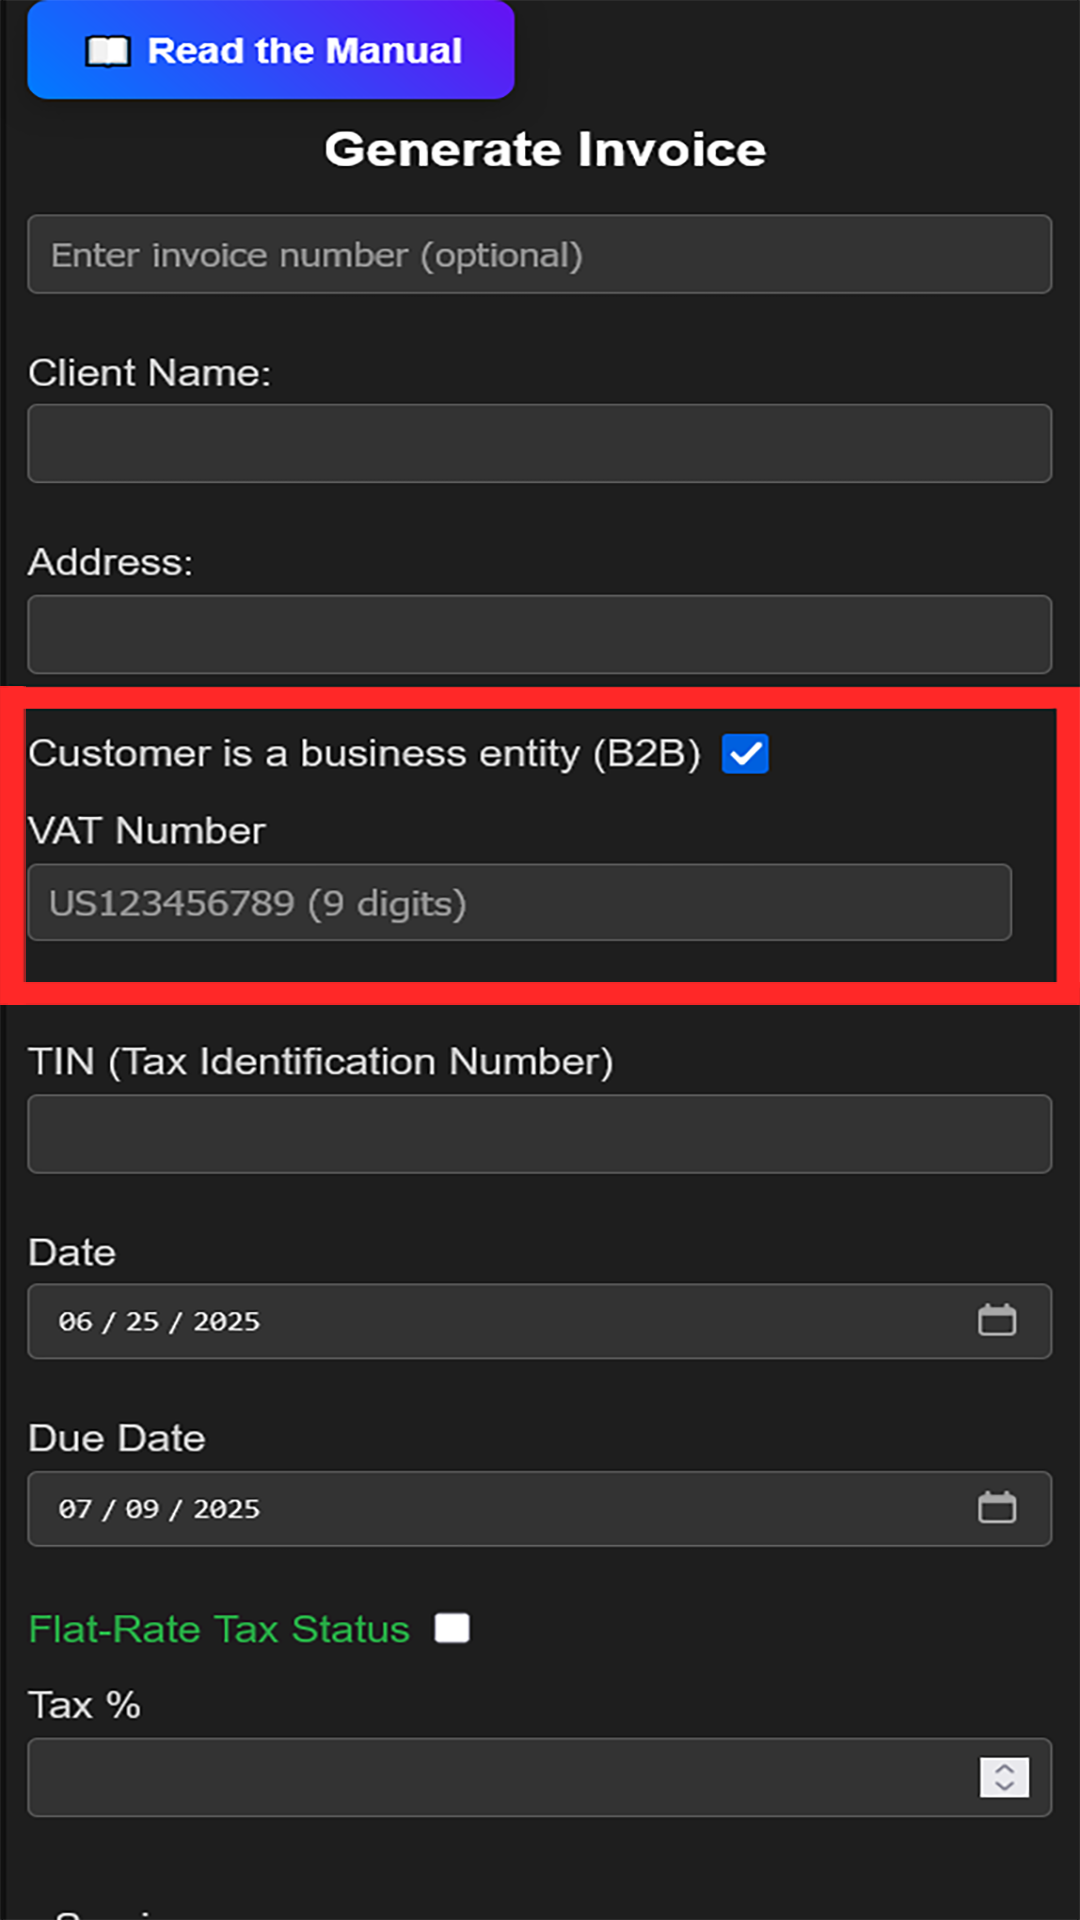 Read the Manual
Generate Invoice
Enter invoice number (optional)
Client Name:
Address:
Customer is a business entity (B2B)
VAT Number
US123456789 (9 digits)
TIN (Tax Identification Number)
Date
06 / 25 / 2025
Due Date
07 / 09 / 2025
Flat-Rate Tax Status
Tax %